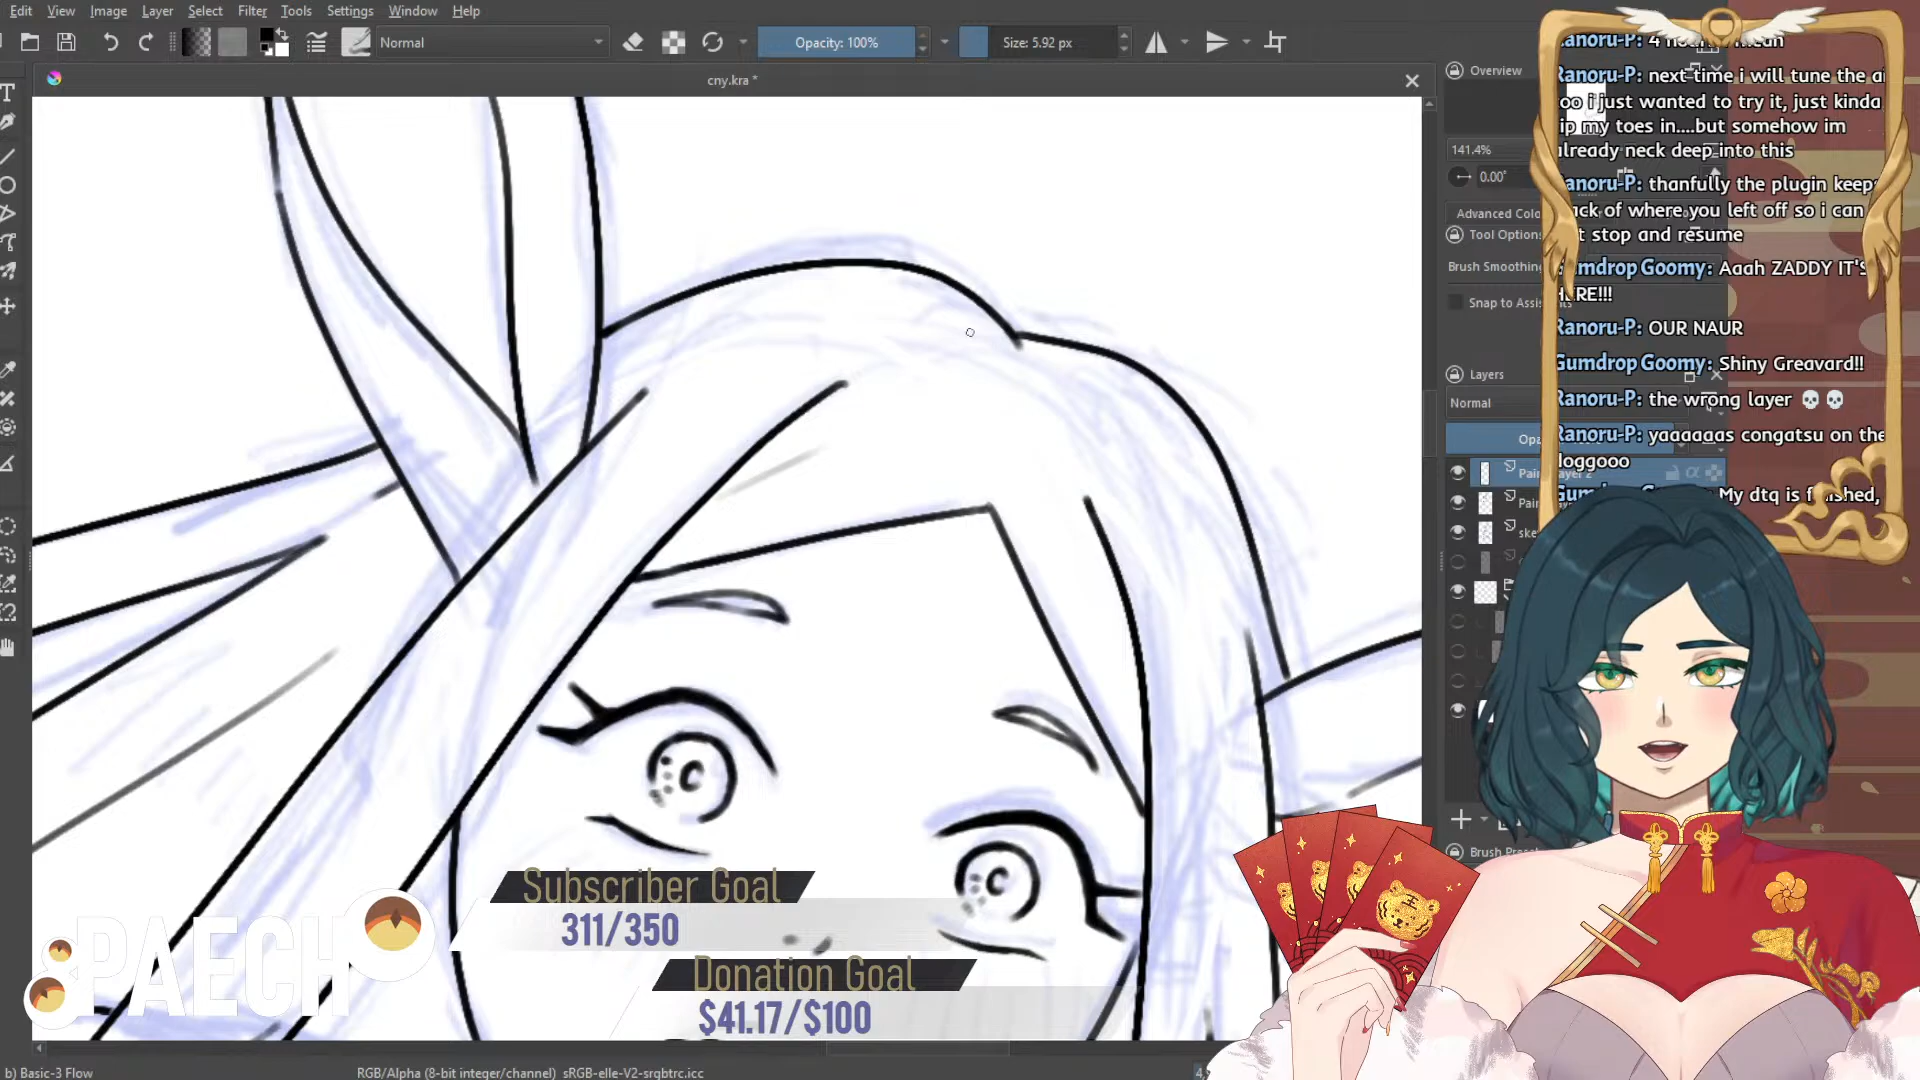 Edit View Image Layer Select Filter Tools Settings Window Help
Normal
Opacity: 100%
Size: 5.92 px
cny.kra *
Overview
141.4%
0.00°
Tool Options
Brush Smoothing
Layers
Normal
b) Basic-3 Flow
RGB/Alpha (8-bit integer/channel) sRGB-elle-V2-srgbtrc.icc
Ranoru-P: next time i will tune the
i just wanted to try it, just kinda
my toes in....but somehow im
already neck deep into this
Ranoru-P: thanfully the plugin
of where you left off so i can
stop and resume
Gumdrop Goomy: Aaah ZADDY IT'S
HERE!!!
Ranoru-P: OUR NAUR
Gumdrop Goomy: Shiny Greavard!!
Ranoru-P: the wrong layer 💀💀
Ranoru-P: yaaaaaas congatsu on the
doggooo
My dtq is finished,
Subscriber Goal
311/350
Donation Goal
$41.17/$100
PAECH
王